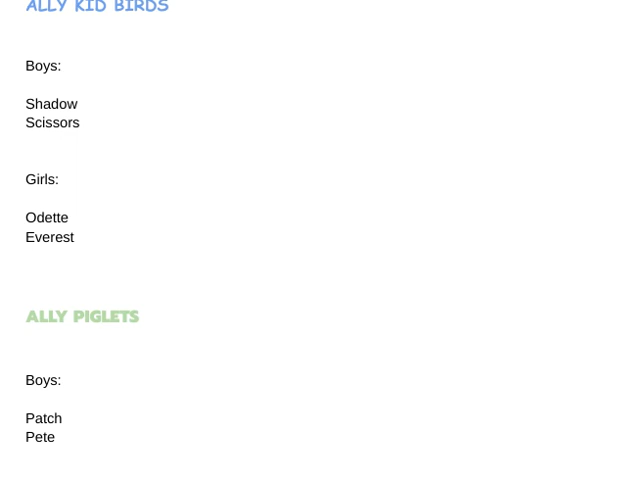 ALLY KID BIRDS
Boys:
Shadow
Scissors
Girls:
Odette
Everest
ALLY PIGLETS
Boys:
Patch
Pete